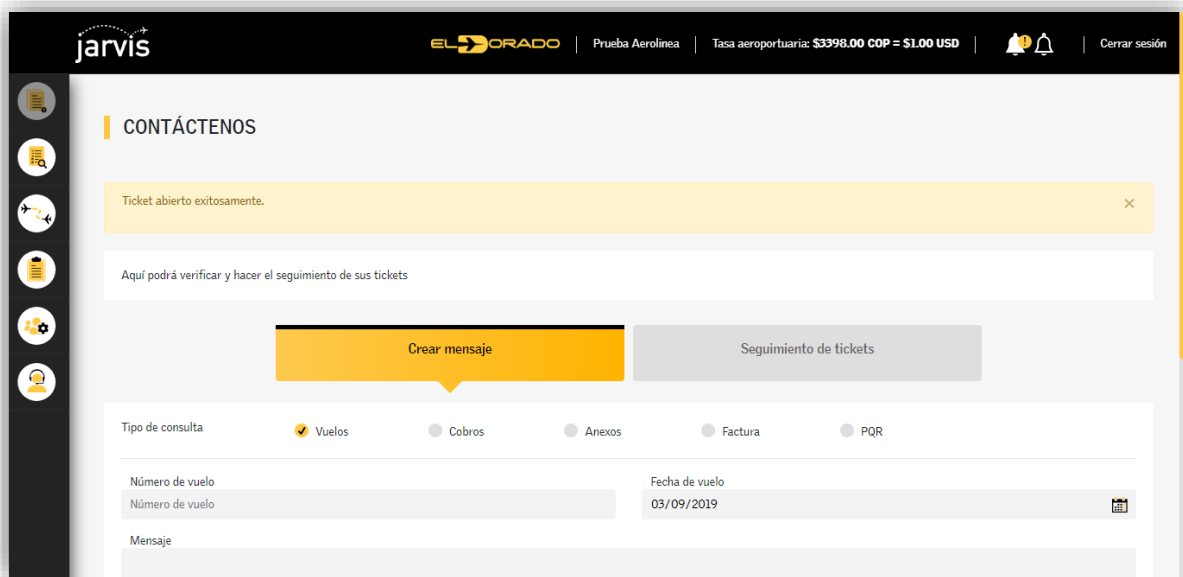 jarvis
EL DORADO | Prueba Aerolinea | Tasa aeroportuaria: $3398.00 COP = $1.00 USD | ! | Cerrar sesión
CONTÁCTENOS
Ticket abierto exitosamente. ×
Aquí podrá verificar y hacer el seguimiento de sus tickets
Crear mensaje Seguimiento de tickets
Tipo de consulta Vuelos Cobros Anexos Factura PQR
Número de vuelo Fecha de vuelo
Número de vuelo 03/09/2019
Mensaje